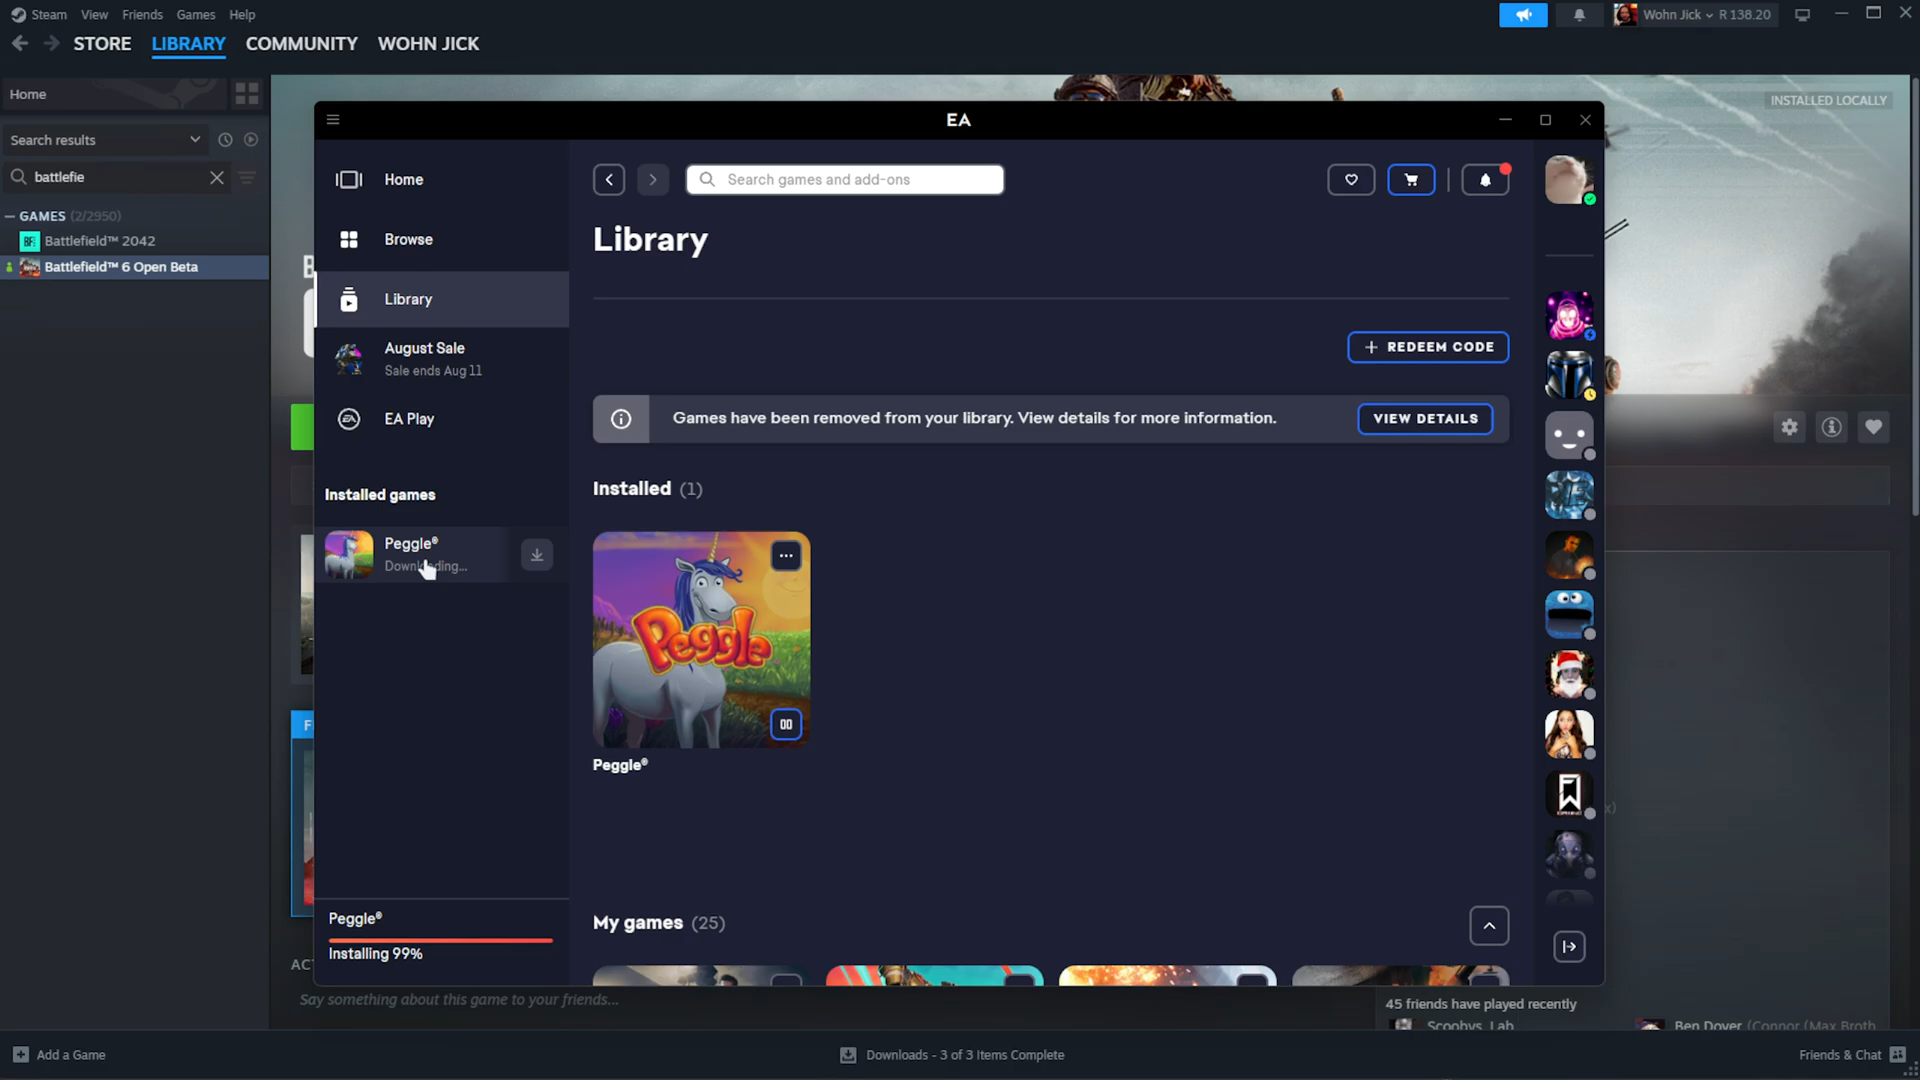 Steam View Friends Games Help
Wohn Jick R 138.20
STORE LIBRARY COMMUNITY WOHN JICK
Home
INSTALLED LOCALLY
Search results
battlefie
GAMES (2/2950)
Battlefield™ 2042
Battlefield™ 6 Open Beta
EA
Home
Search games and add-ons
Browse
Library
Library
August Sale
Sale ends Aug 11
EA Play
REDEEM CODE
Games have been removed from your library. View details for more information.
VIEW DETAILS
Installed (1)
Installed games
Peggle®
Downloading...
Peggle
Peggle®
My games (25)
Peggle®
Installing 99%
Say something about this game to your friends...
45 friends have played recently
Scoobys_Lab
Ben Dover (Connor (Max Broth
Add a Game
Downloads - 3 of 3 Items Complete
Friends & Chat